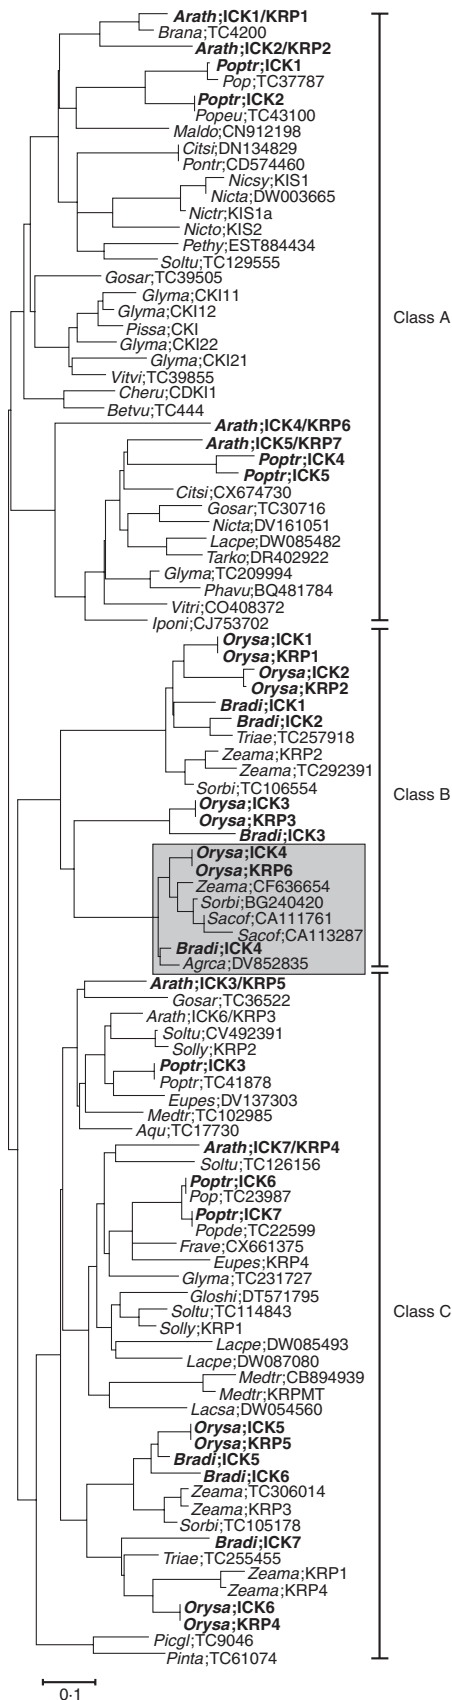 Arath;ICK1/KRP1
Brana;TC4200
Arath;ICK2/KRP2
Poptr;ICK1
Pop;TC37787
Poptr;ICK2
Popeu;TC43100
Maldo;CN912198
Citsi;DN134829
Pontr;CD574460
Nicsy;KIS1
Nicta;DW003665
Nictr;KIS1a
Nicto;KIS2
Pethy;EST884434
Soltu;TC129555
Gosar;TC39505
Glyma;CKI11
Glyma;CKI12
Class A
Pissa;CKI
Glyma;CKI22
Glyma;CKI21
Vitvi;TC39855
Cheru;CDKI1
Betvu;TC444
Arath;ICK4/KRP6
Arath;ICK5/KRP7
Poptr;ICK4
Poptr;ICK5
Citsi;CX674730
Gosar;TC30716
Nicta;DV161051
Lacpe;DW085482
Tarko;DR402922
Glyma;TC209994
Phavu;BQ481784
Vitri;CO408372
Iponi;CJ753702
Orysa;ICK1
Orysa;KRP1
Orysa;ICK2
Orysa;KRP2
Bradi;ICK1
Bradi;ICK2
Triae;TC257918
Zeama;KRP2
Zeama;TC292391
Sorbi;TC106554
Class B
Orysa;ICK3
Orysa;KRP3
Bradi;ICK3
Orysa;ICK4
Orysa;KRP6
Zeama;CF636654
Sorbi;BG240420
Sacof;CA111761
Sacof;CA113287
Bradi;ICK4
Agrca;DV852835
Arath;ICK3/KRP5
Gosar;TC36522
Arath;ICK6/KRP3
Soltu;CV492391
Solly;KRP2
Poptr;ICK3
Poptr;TC41878
Eupes;DV137303
Medtr;TC102985
Aqu;TC17730
Arath;ICK7/KRP4
Soltu;TC126156
Poptr;ICK6
Pop;TC23987
Poptr;ICK7
Popde;TC22599
Frave;CX661375
Eupes;KRP4
Glyma;TC231727
Gloshi;DT571795
Soltu;TC114843
Class C
Solly;KRP1
Lacpe;DW085493
Lacpe;DW087080
Medtr;CB894939
Medtr;KRPMT
Lacsa;DW054560
Orysa;ICK5
Orysa;KRP5
Bradi;ICK5
Bradi;ICK6
Zeama;TC306014
Zeama;KRP3
Sorbi;TC105178
Bradi;ICK7
Triae;TC255455
Zeama;KRP1
Zeama;KRP4
Orysa;ICK6
Orysa;KRP4
Picgl;TC9046
Pinta;TC61074
0·1